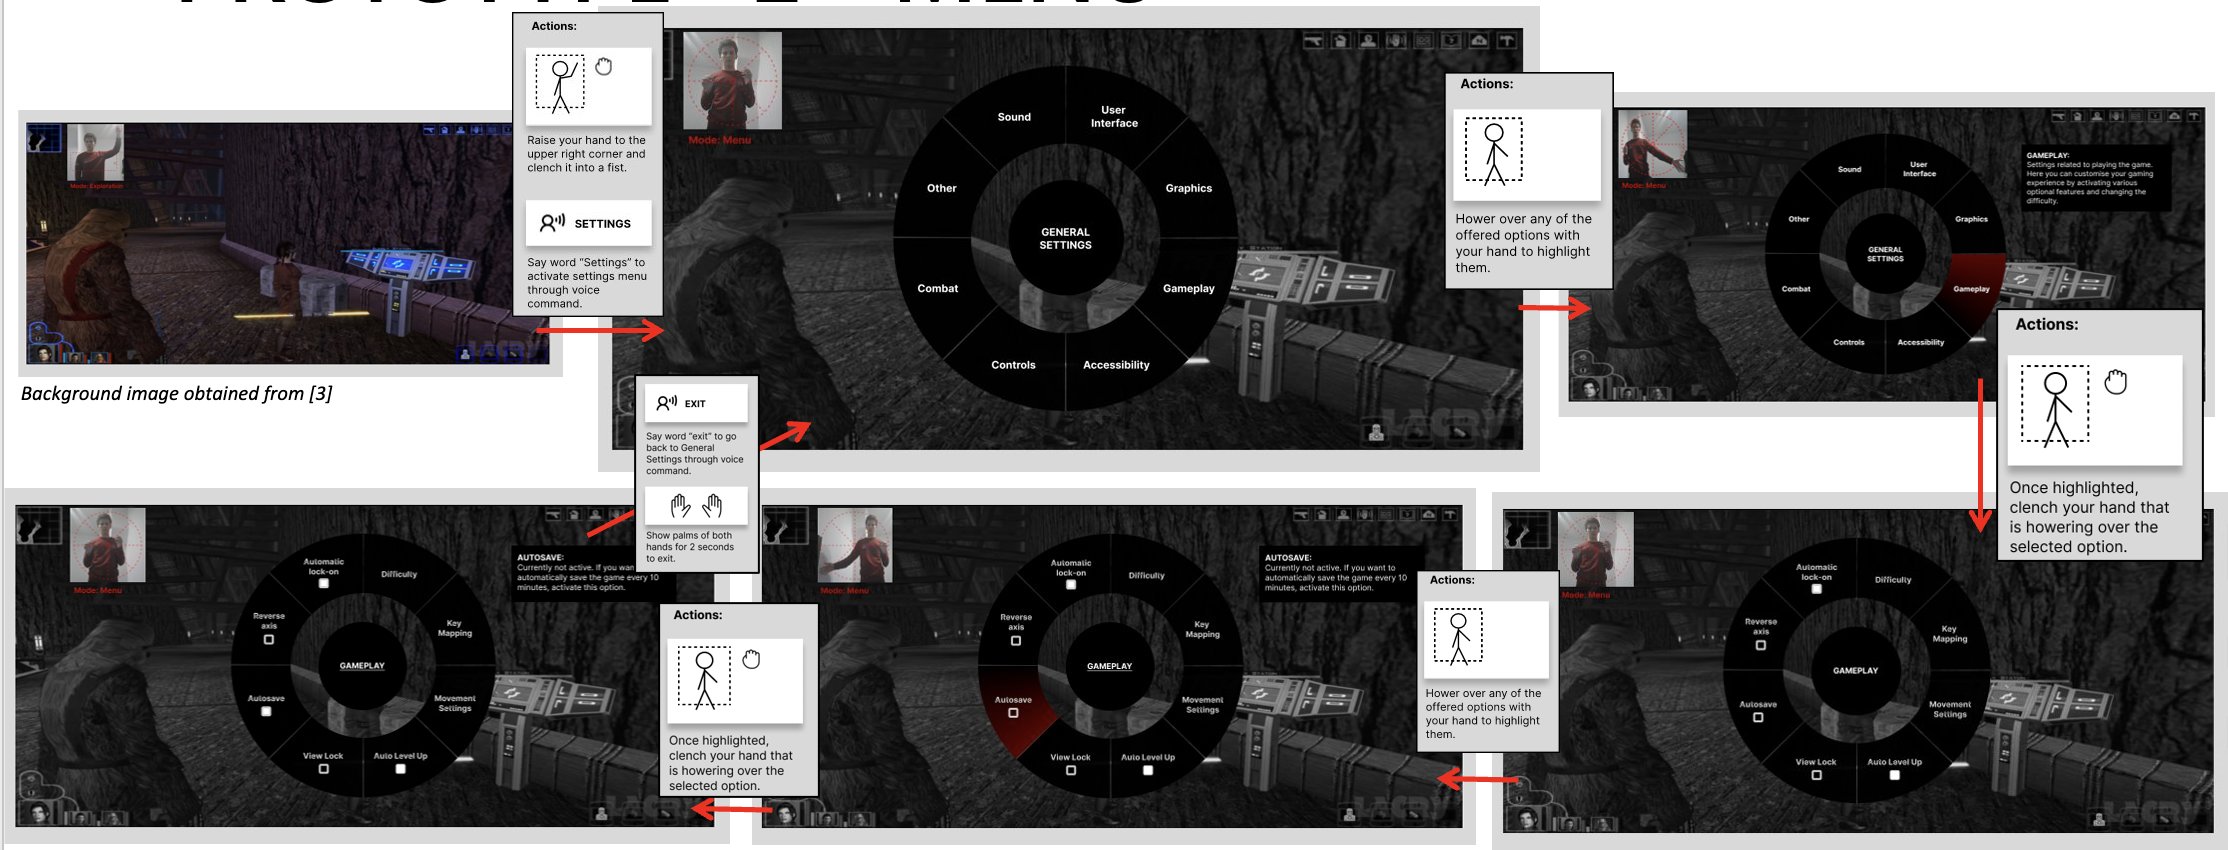 PROTOTYPE 2 - MENU
Actions:
Raise your hand to the
upper right corner and
clench it into a fist.
SETTINGS
Say word "Settings" to
activate settings menu
through voice
command.
Mode: Exploration
Background image obtained from [3]
Mode: Menu
Sound
User
Interface
Other
Graphics
GENERAL
SETTINGS
Combat
Gameplay
Controls
Accessibility
Actions:
Hower over any of the
offered options with
your hand to highlight
them.
Mode: Menu
Sound
User
Interface
Other
Graphics
GENERAL
SETTINGS
Combat
Gameplay
Controls
Accessibility
GAMEPLAY:
Settings related to playing the game.
Here you can customise your gaming
experience by activating various
optional features and changing the
difficulty.
Actions:
Once highlighted,
clench your hand that
is howering over the
selected option.
EXIT
Say word "exit" to go
back to General
Settings through voice
command.
Show palms of both
hands for 2 seconds
to exit.
Mode: Menu
Automatic
lock-on
Difficulty
Reverse
axis
Key
Mapping
GAMEPLAY
Autosave
Movement
Settings
View Lock
Auto Level Up
AUTOSAVE:
Currently not active. If you wan
automatically save the game every 10
minutes, activate this option.
Actions:
Once highlighted,
clench your hand that
is howering over the
selected option.
Automatic
lock-on
Difficulty
Reverse
axis
Key
Mapping
GAMEPLAY
Autosave
Movement
Settings
View Lock
Auto Level Up
AUTOSAVE:
Currently not active. If you want to
automatically save the game every 10
minutes, activate this option.
Actions:
Hower over any of the
offered options with
your hand to highlight
them.
Mode: Menu
Automatic
lock-on
Difficulty
Reverse
axis
Key
Mapping
GAMEPLAY
Autosave
Movement
Settings
View Lock
Auto Level Up